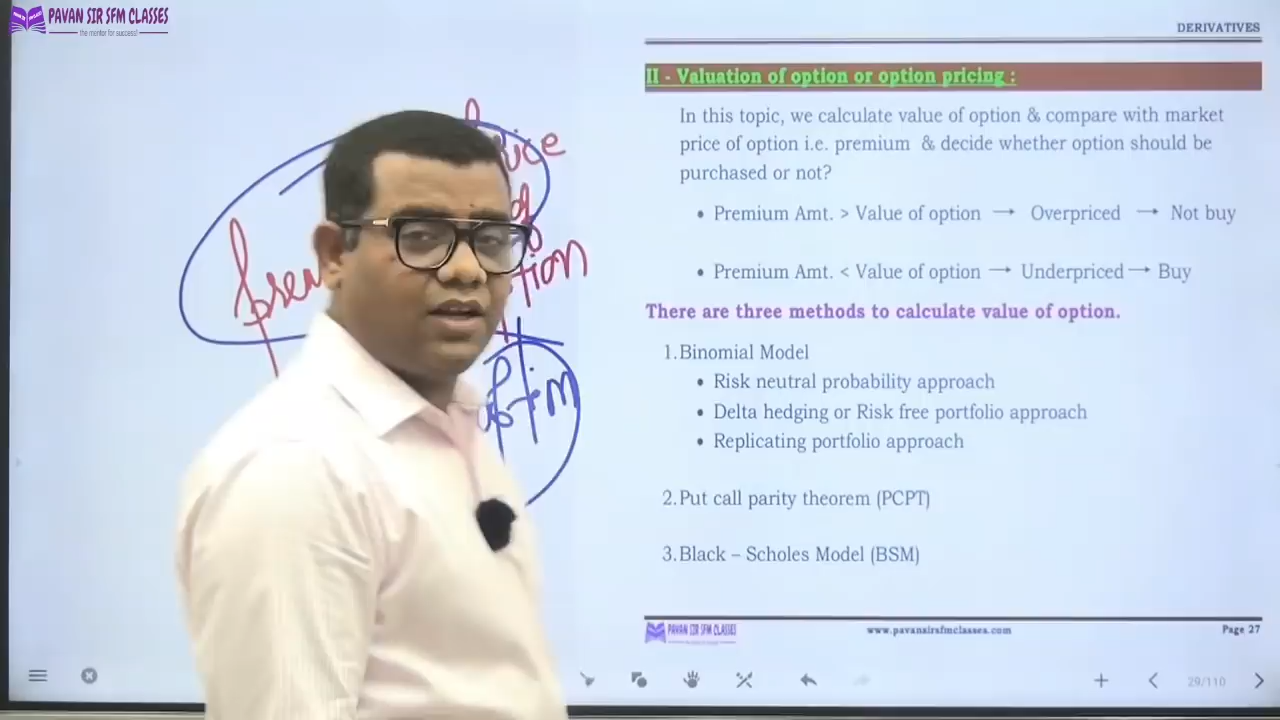 PAVAN SIR SFM CLASSES
the mentor for success!
DERIVATIVES
II - Valuation of option or option pricing :
In this topic, we calculate value of option & compare with market
price of option i.e. premium & decide whether option should be
purchased or not?
• Premium Amt. > Value of option → Overpriced → Not buy
• Premium Amt. < Value of option → Underpriced → Buy
There are three methods to calculate value of option.
1. Binomial Model
• Risk neutral probability approach
• Delta hedging or Risk free portfolio approach
• Replicating portfolio approach
2. Put call parity theorem (PCPT)
3. Black – Scholes Model (BSM)
PAVAN SIR SFM CLASSES
www.pavansirsfmclasses.com
Page 27
29/110
of